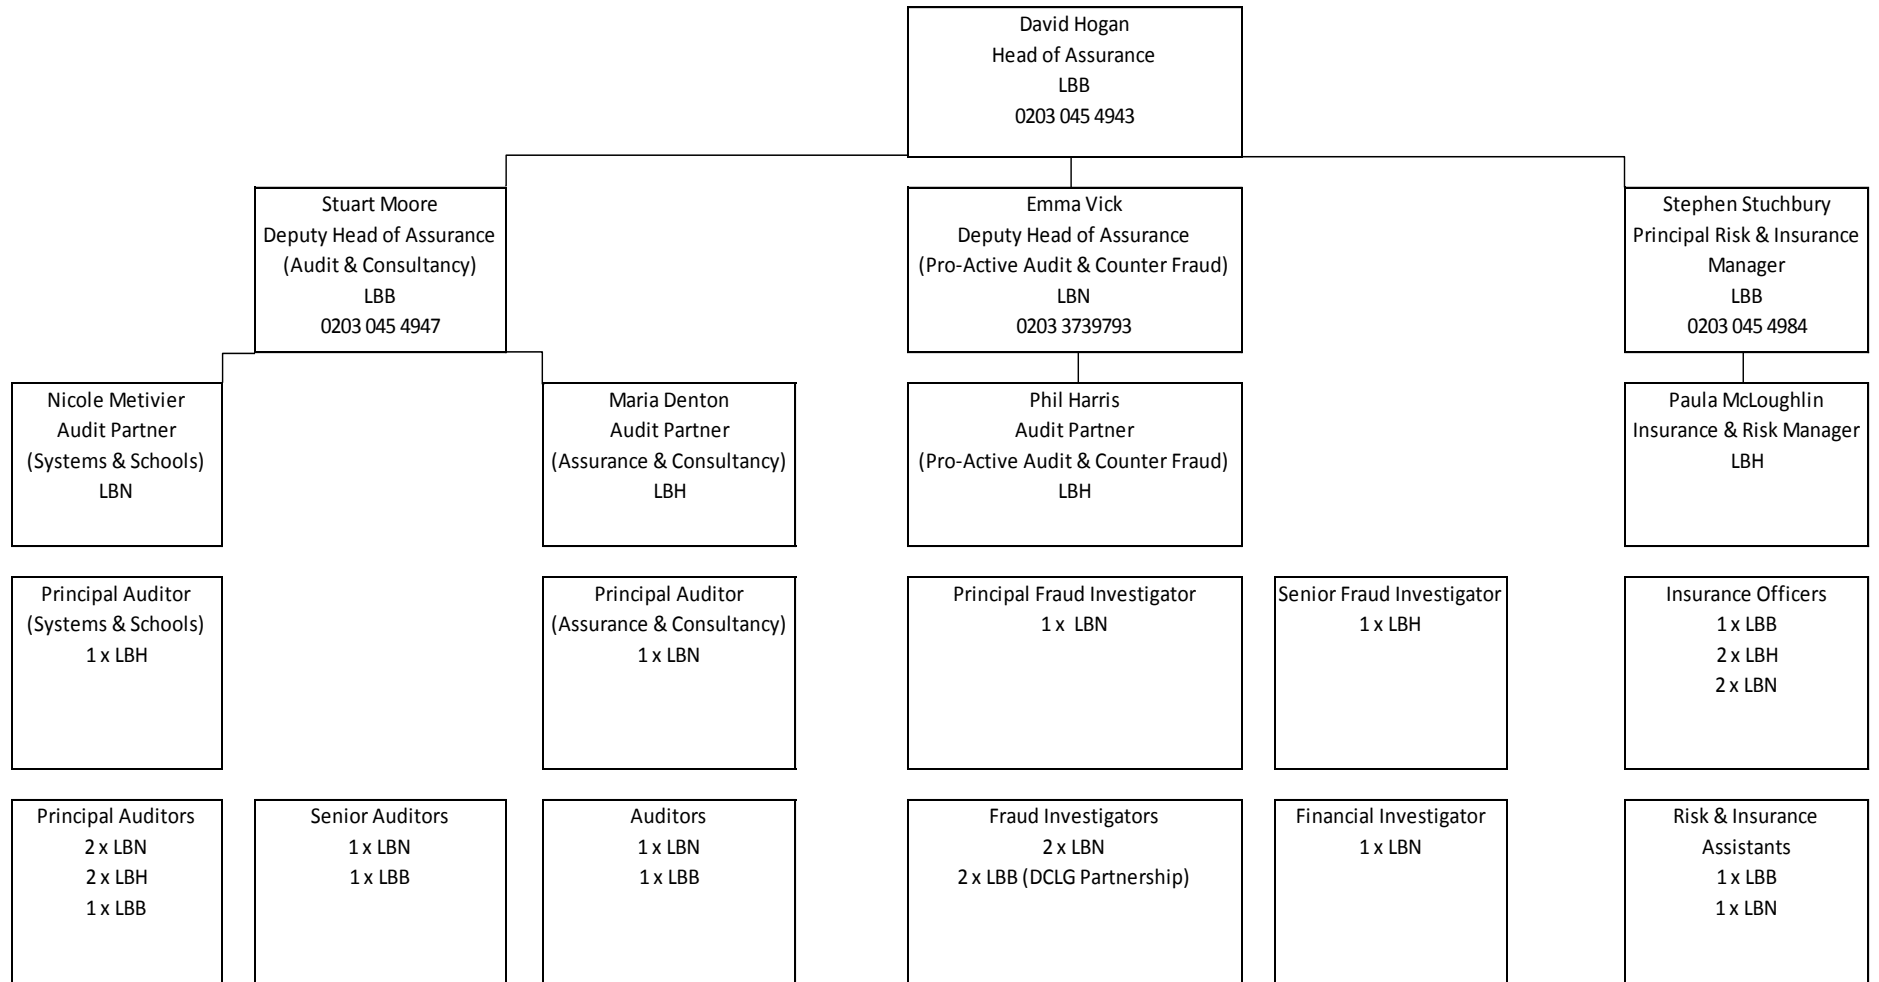 David Hogan
Head of Assurance
LBB
0203 045 4943
Stuart Moore
Deputy Head of Assurance
(Audit & Consultancy)
LBB
0203 045 4947
Emma Vick
Deputy Head of Assurance
(Pro-Active Audit & Counter Fraud)
LBN
0203 3739793
Stephen Stuchbury
Principal Risk & Insurance
Manager
LBB
0203 045 4984
Nicole Metivier
Audit Partner
(Systems & Schools)
LBN
Maria Denton
Audit Partner
(Assurance & Consultancy)
LBH
Phil Harris
Audit Partner
(Pro-Active Audit & Counter Fraud)
LBH
Paula McLoughlin
Insurance & Risk Manager
LBH
Principal Auditor
(Systems & Schools)
1 x LBH
Principal Auditor
(Assurance & Consultancy)
1 x LBN
Principal Fraud Investigator
1 x LBN
Senior Fraud Investigator
1 x LBH
Insurance Officers
1 x LBB
2 x LBH
2 x LBN
Principal Auditors
2 x LBN
2 x LBH
1 x LBB
Senior Auditors
1 x LBN
1 x LBB
Auditors
1 x LBN
1 x LBB
Fraud Investigators
2 x LBN
2 x LBB (DCLG Partnership)
Financial Investigator
1 x LBN
Risk & Insurance
Assistants
1 x LBB
1 x LBN